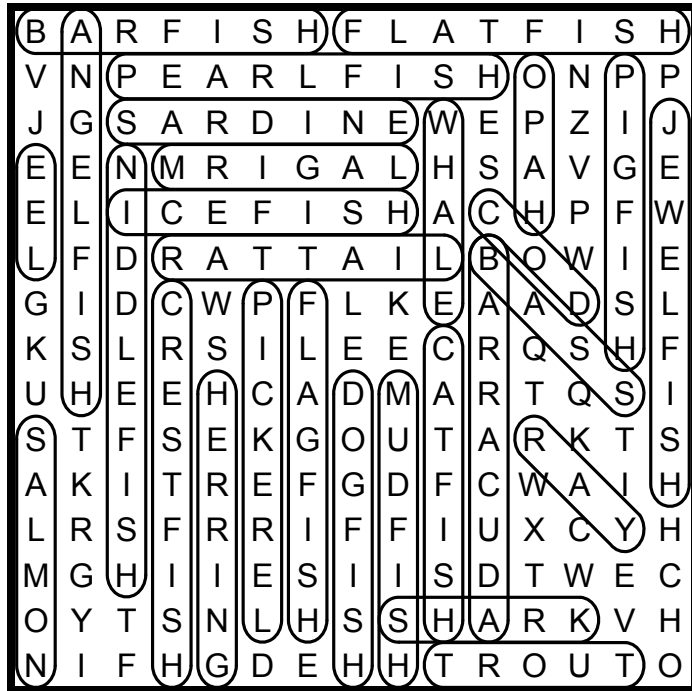 B A R F I S H F L A T F I S H
V N P E A R L F I S H O N P P
J G S A R D I N E W E P Z I J
E E N M R I G A L H S A V G E
E L I C E F I S H A C H P F W
L F D R A T T A I L B O W I E
G I D C W P F L K E A A D S L
K S L R S I L E E C R Q S H F
U H E E H C A D M A R T Q S I
S T F S E K G O U T A R K T S
A K I T R E F G D F C W A I H
L R S F R R I F F I U X C Y H
M G H I I E S I I S D T W E C
O Y T S N L H S S H A R K V H
N I F H G D E H H T R O U T O